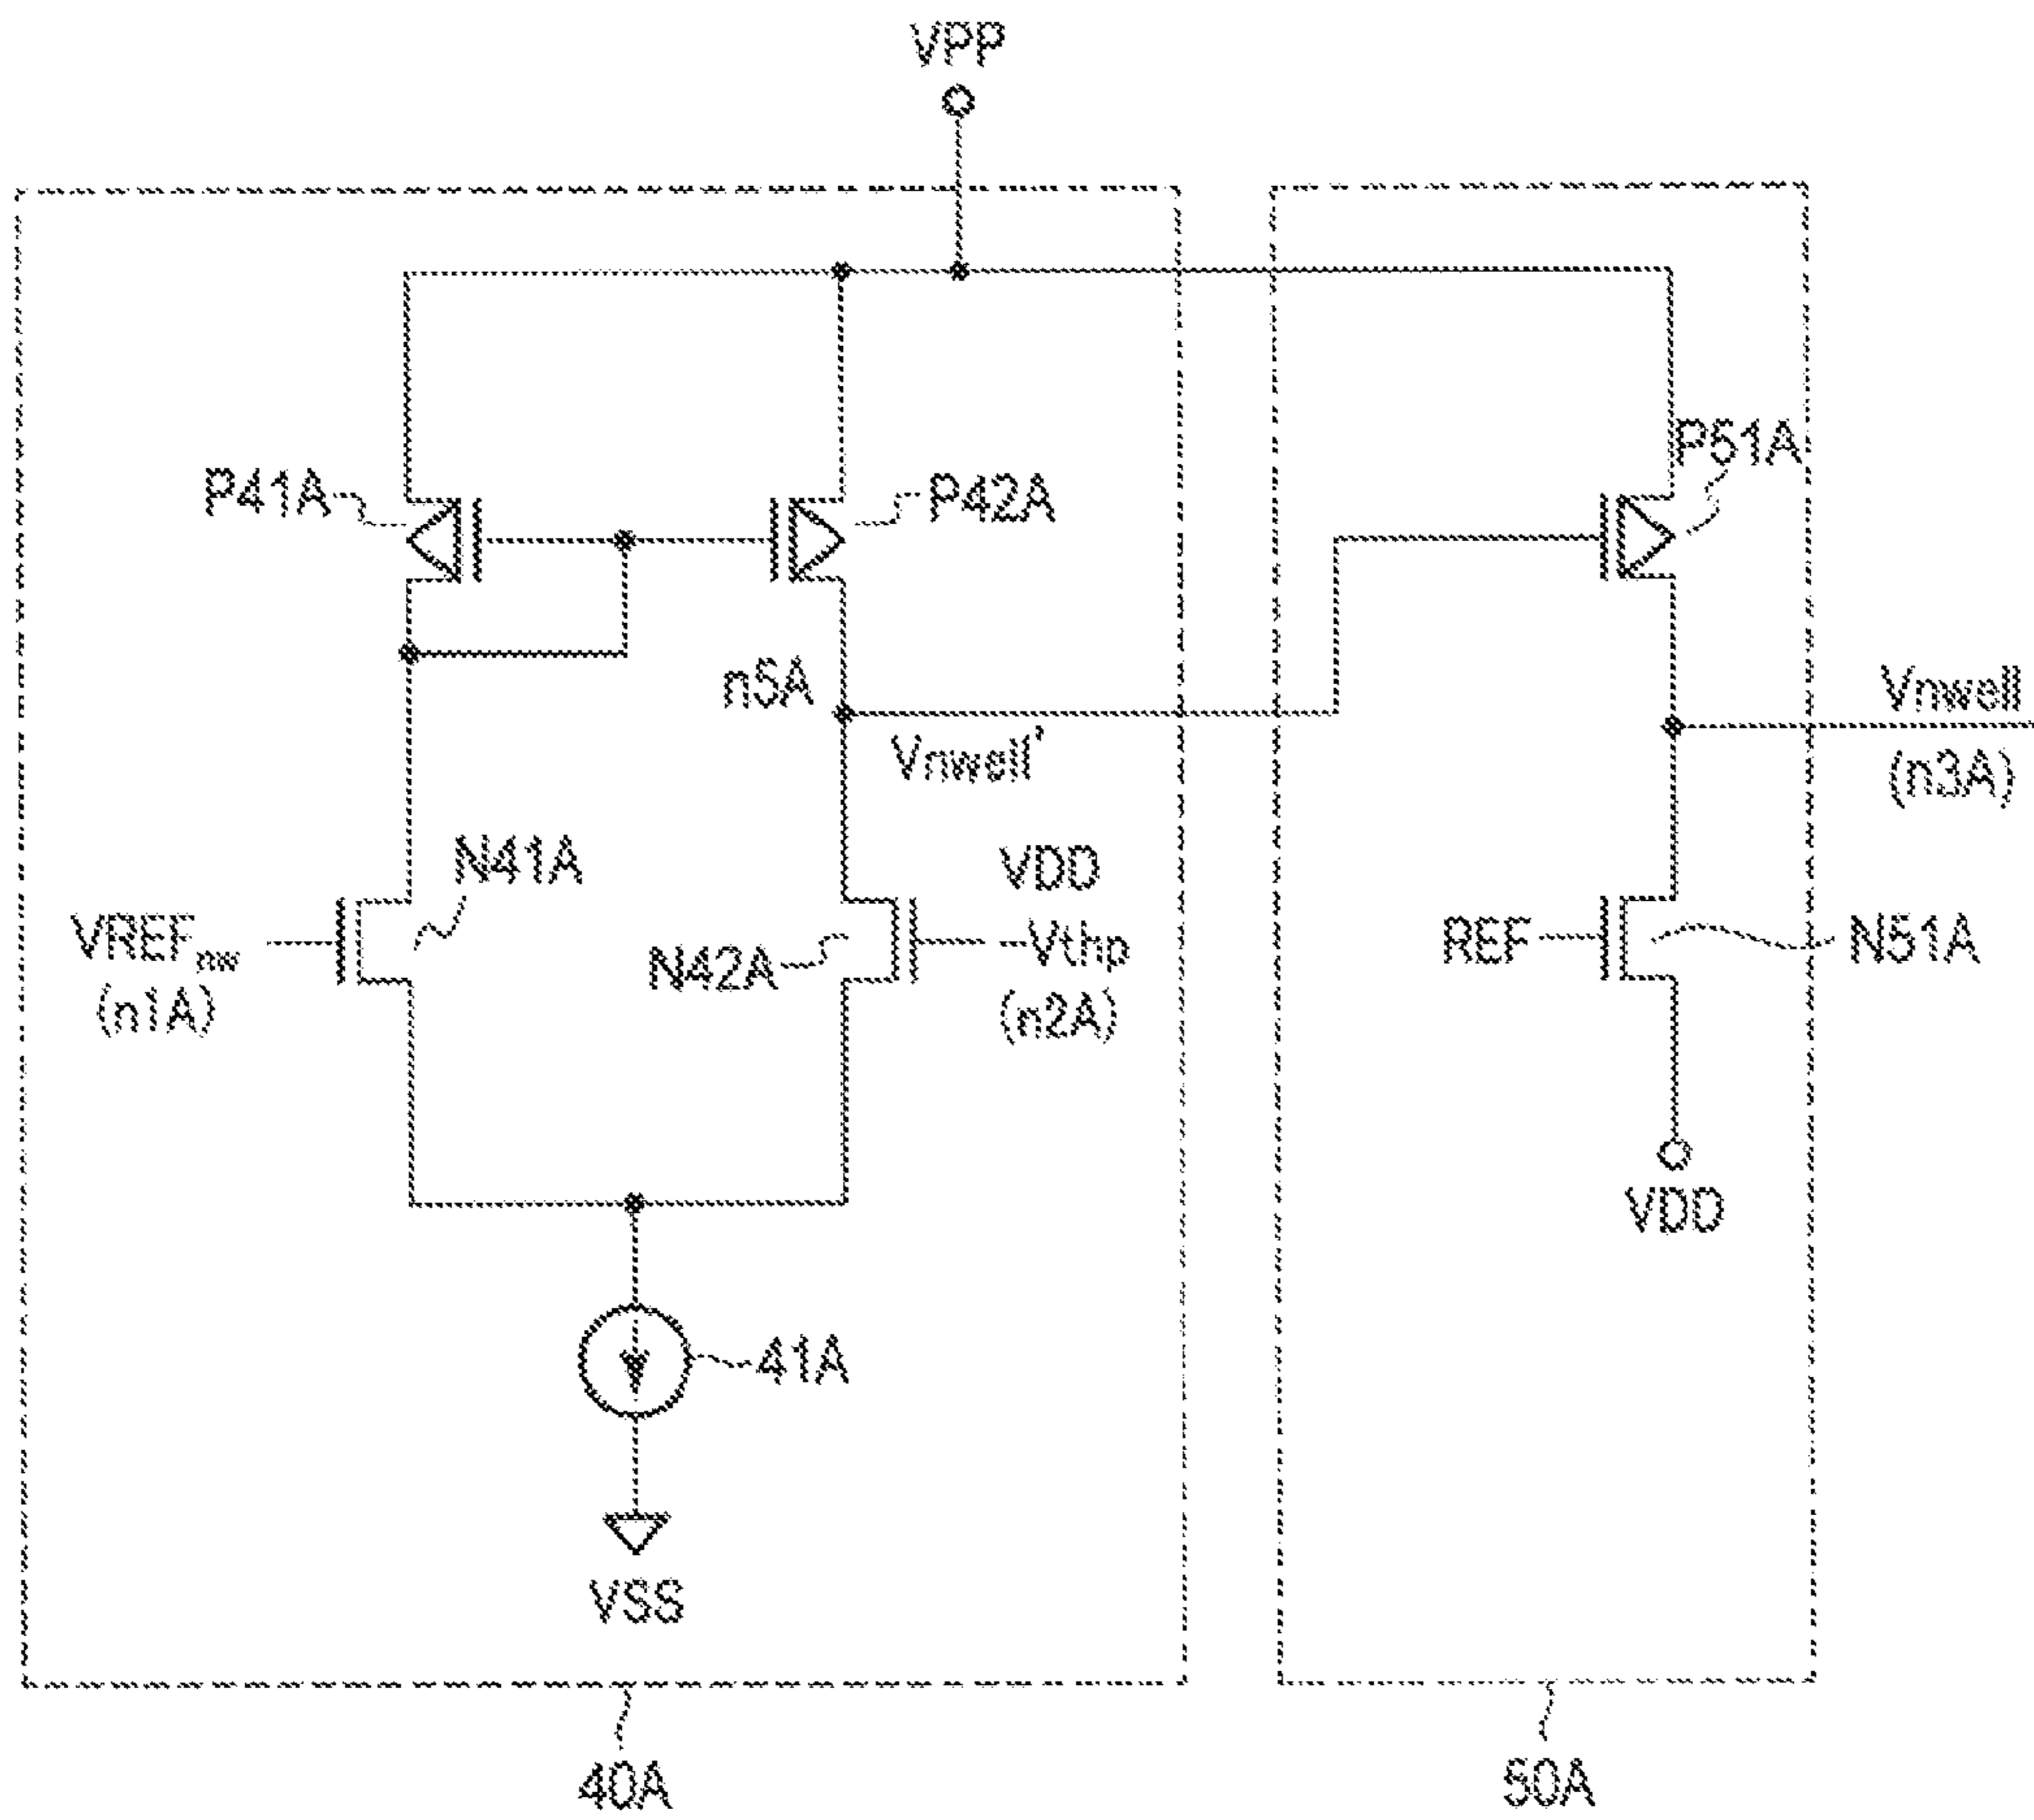 VPP
P41A
P42A
P51A
n5A
Vnwell'
Vnwell
(n3A)
N41A
VREFnw
(n1A)
N42A
VDD
-Vthp
(n2A)
REF
N51A
VDD
41A
VSS
40A
50A